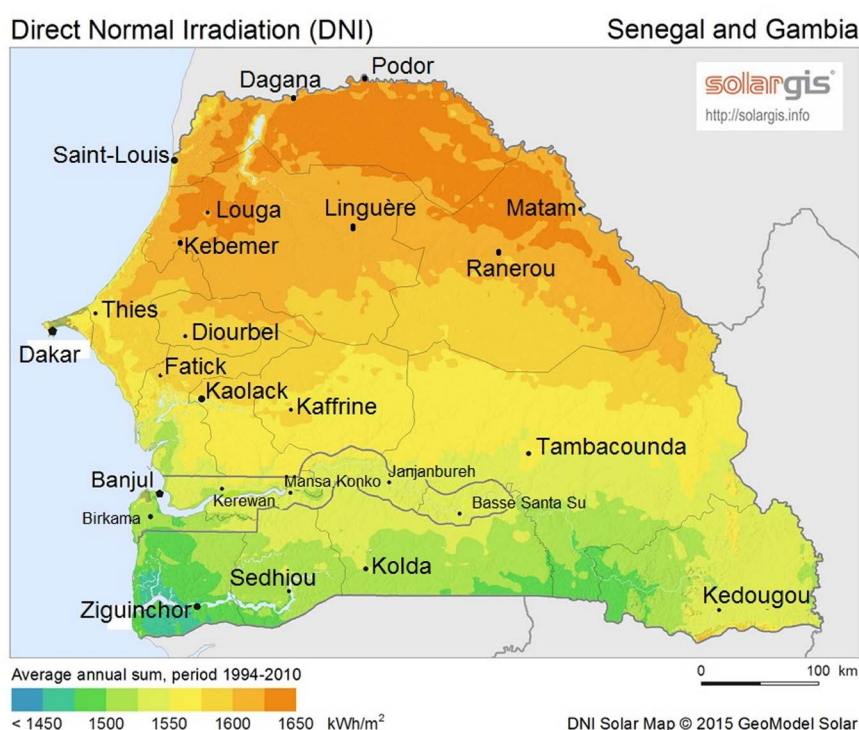 Direct Normal Irradiation (DNI)
Senegal and Gambia
solargis
http://solargis.info
Podor
Dagana
Saint-Louis
Louga
Linguère
Matam
Kebemer
Ranerou
Thies
Diourbel
Dakar
Fatick
Kaolack
Kaffrine
Tambacounda
Banjul
Janjanbureh
Mansa Konko
Kerewan
Basse Santa Su
Birkama
Kolda
Sedhiou
Ziguinchor
Kedougou
Average annual sum, period 1994-2010
0 100 km
< 1450 1500 1550 1600 1650 kWh/m²
DNI Solar Map © 2015 GeoModel Solar